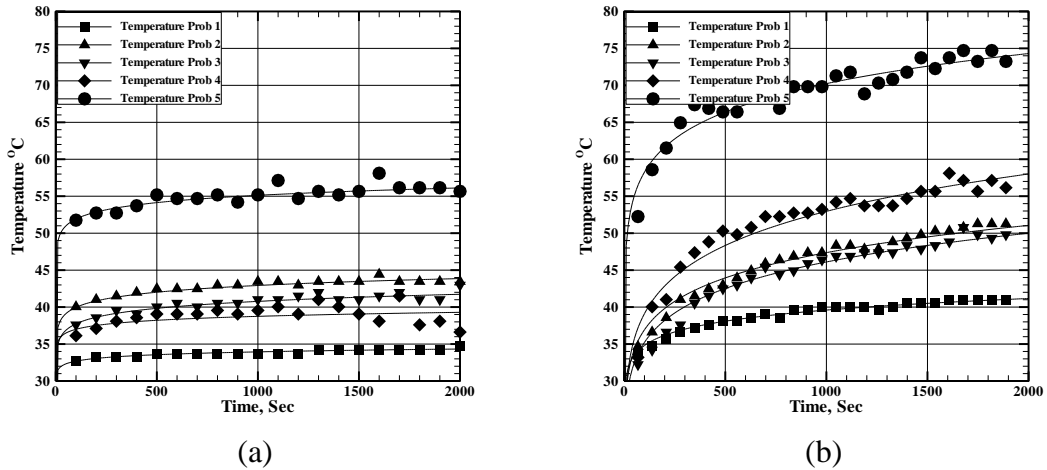 80
75
70
65
60
55
50
45
40
35
30
Temperature °C
Temperature Prob 1
Temperature Prob 2
Temperature Prob 3
Temperature Prob 4
Temperature Prob 5
0 500 1000 1500 2000
Time, Sec
(a)
80
75
70
65
60
55
50
45
40
35
30
Temperature °C
Temperature Prob 1
Temperature Prob 2
Temperature Prob 3
Temperature Prob 4
Temperature Prob 5
0 500 1000 1500 2000
Time, Sec
(b)